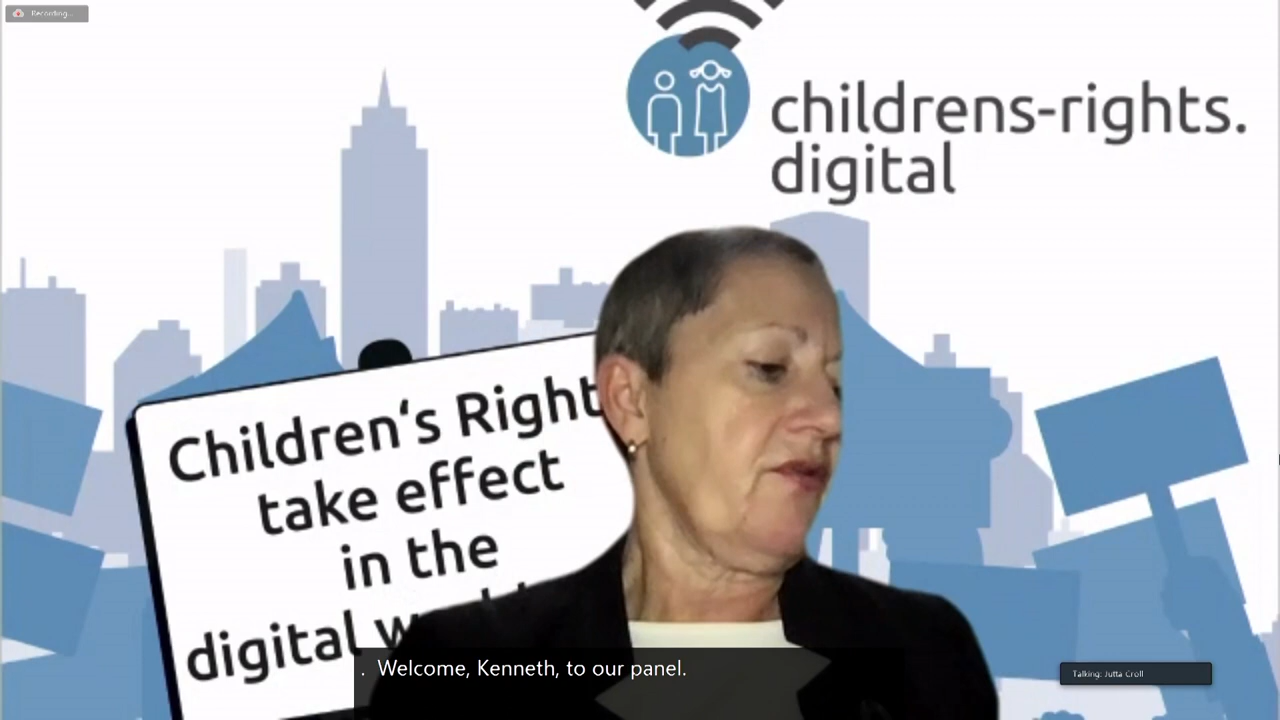 Recording...
childrens-rights.
digital
Children‘s Right
take effect
in the
digital
. Welcome, Kenneth, to our panel.
Talking: Jutta Croll